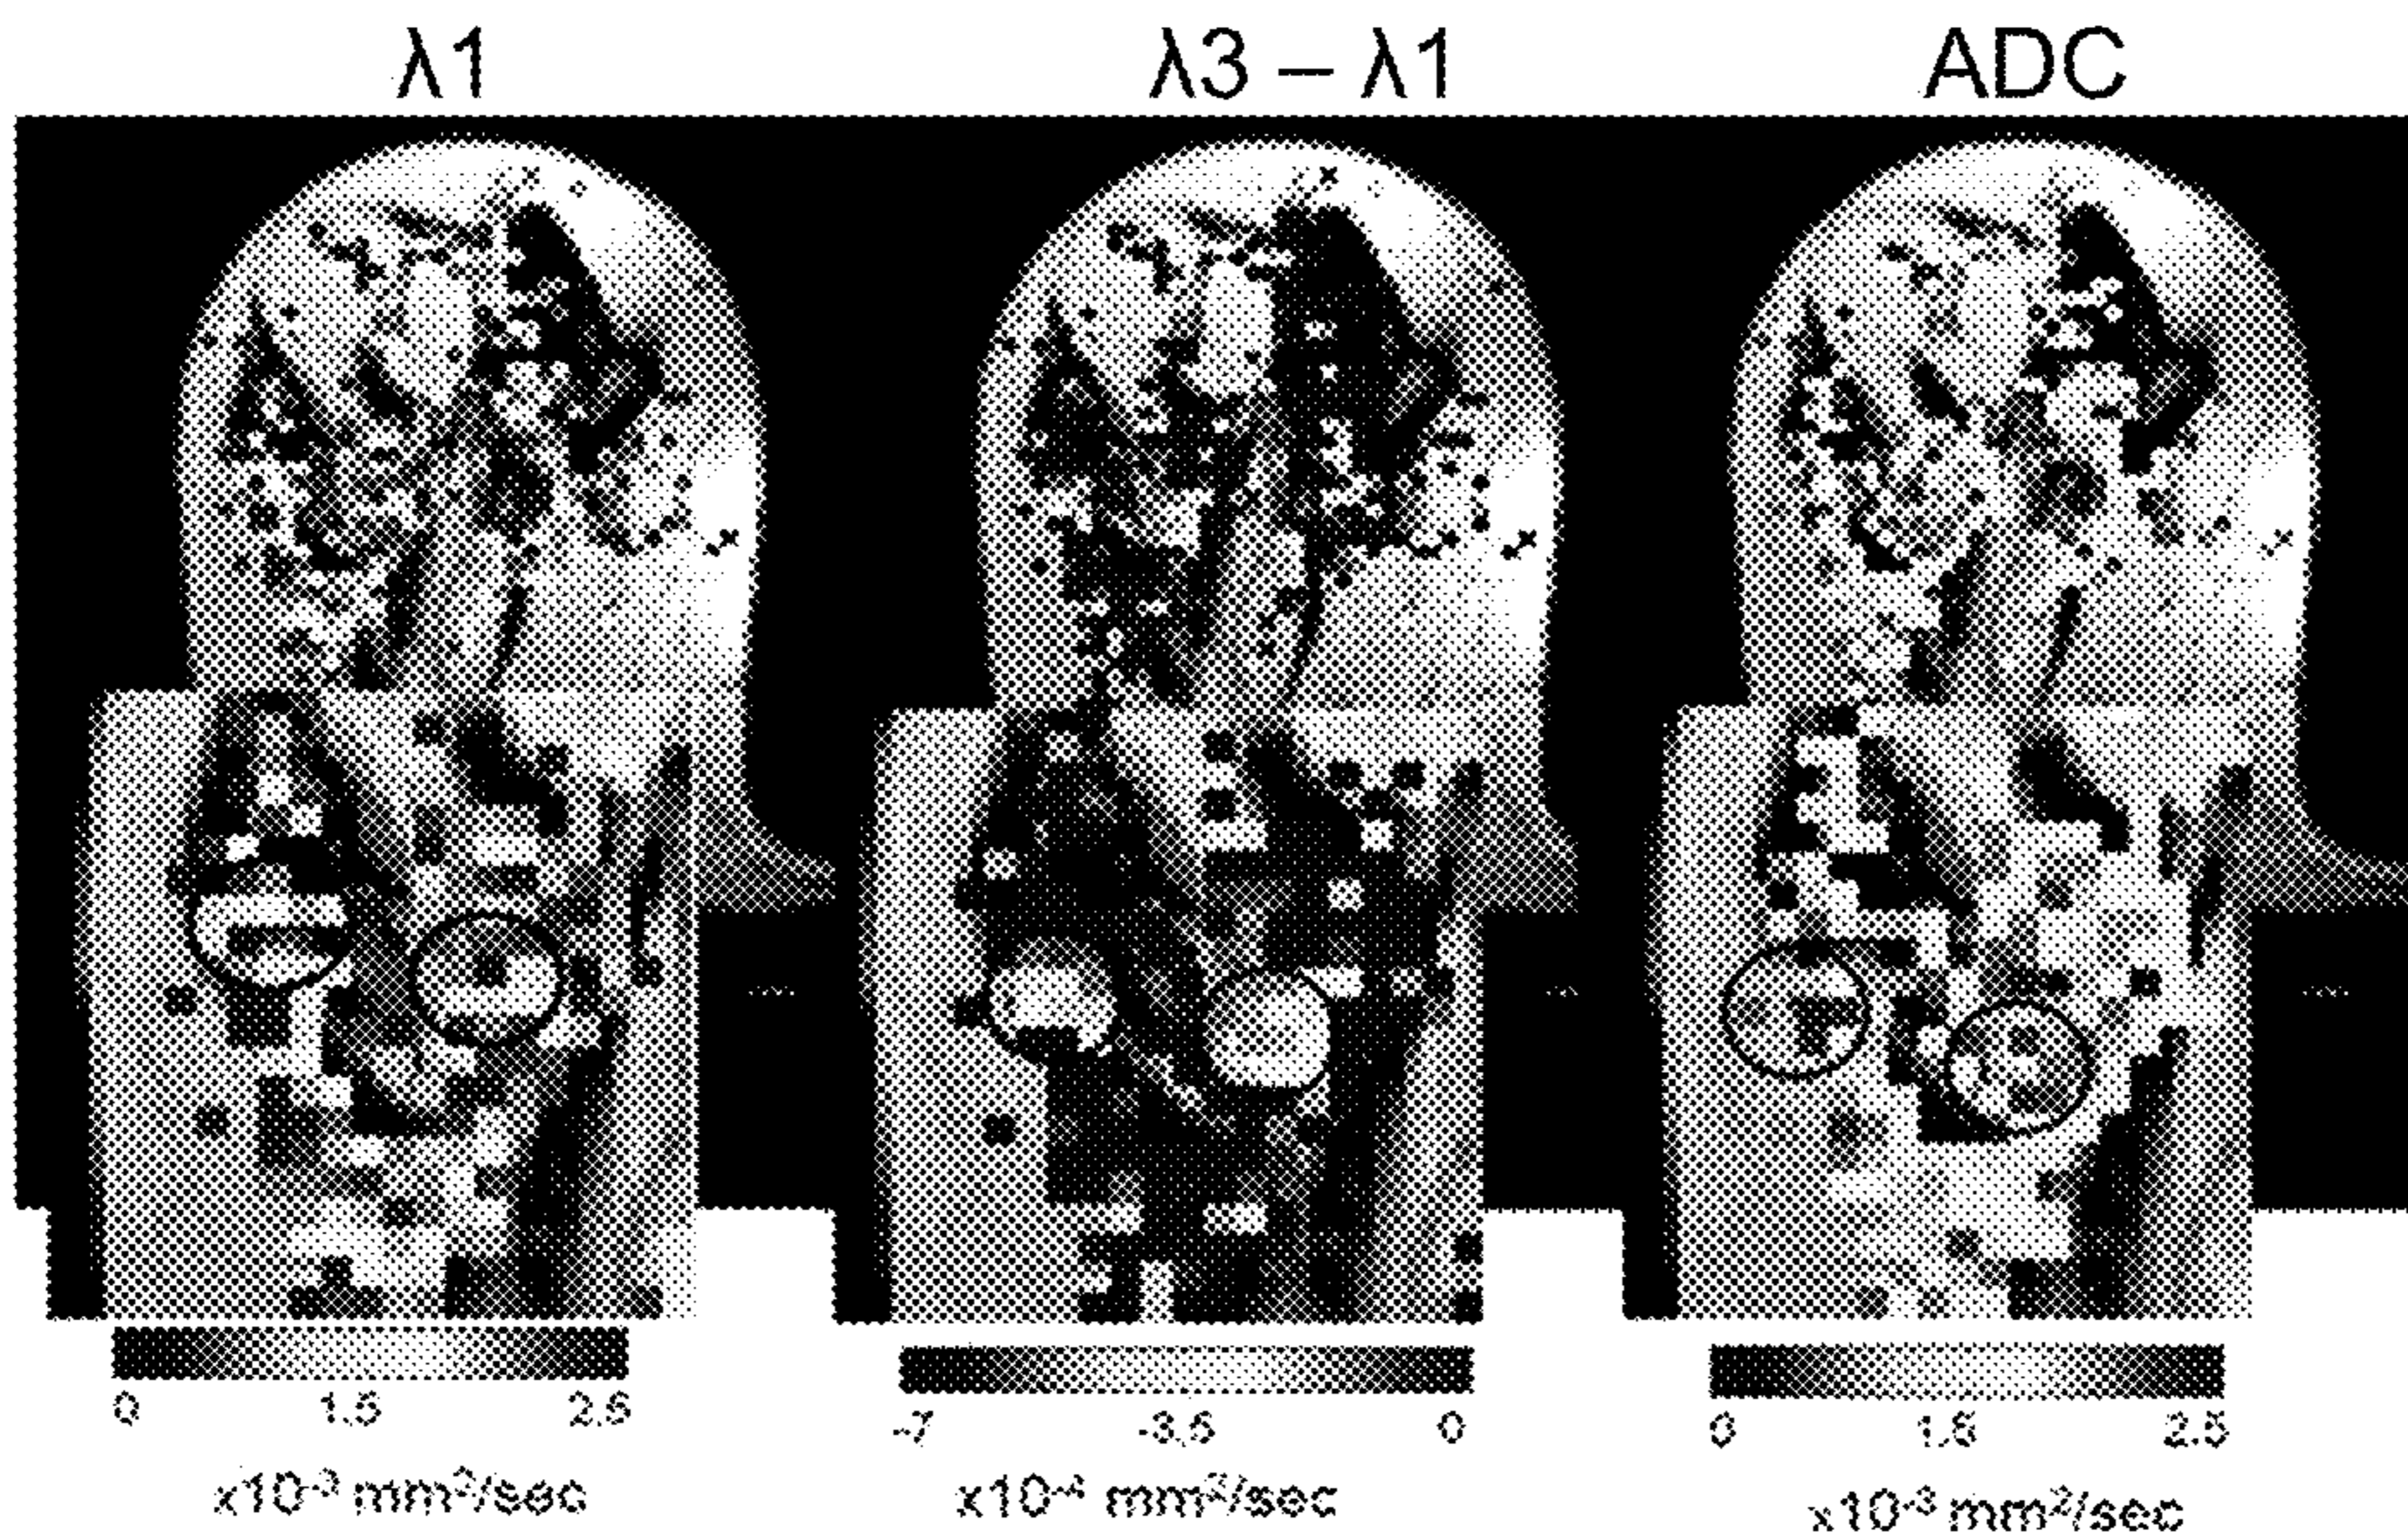 λ1 λ3 – λ1 ADC
0 1.5 2.5 -7 -3.5 0 0 1.5 2.5
x10⁻³ mm²/sec x10⁻⁴ mm²/sec x10⁻³ mm²/sec